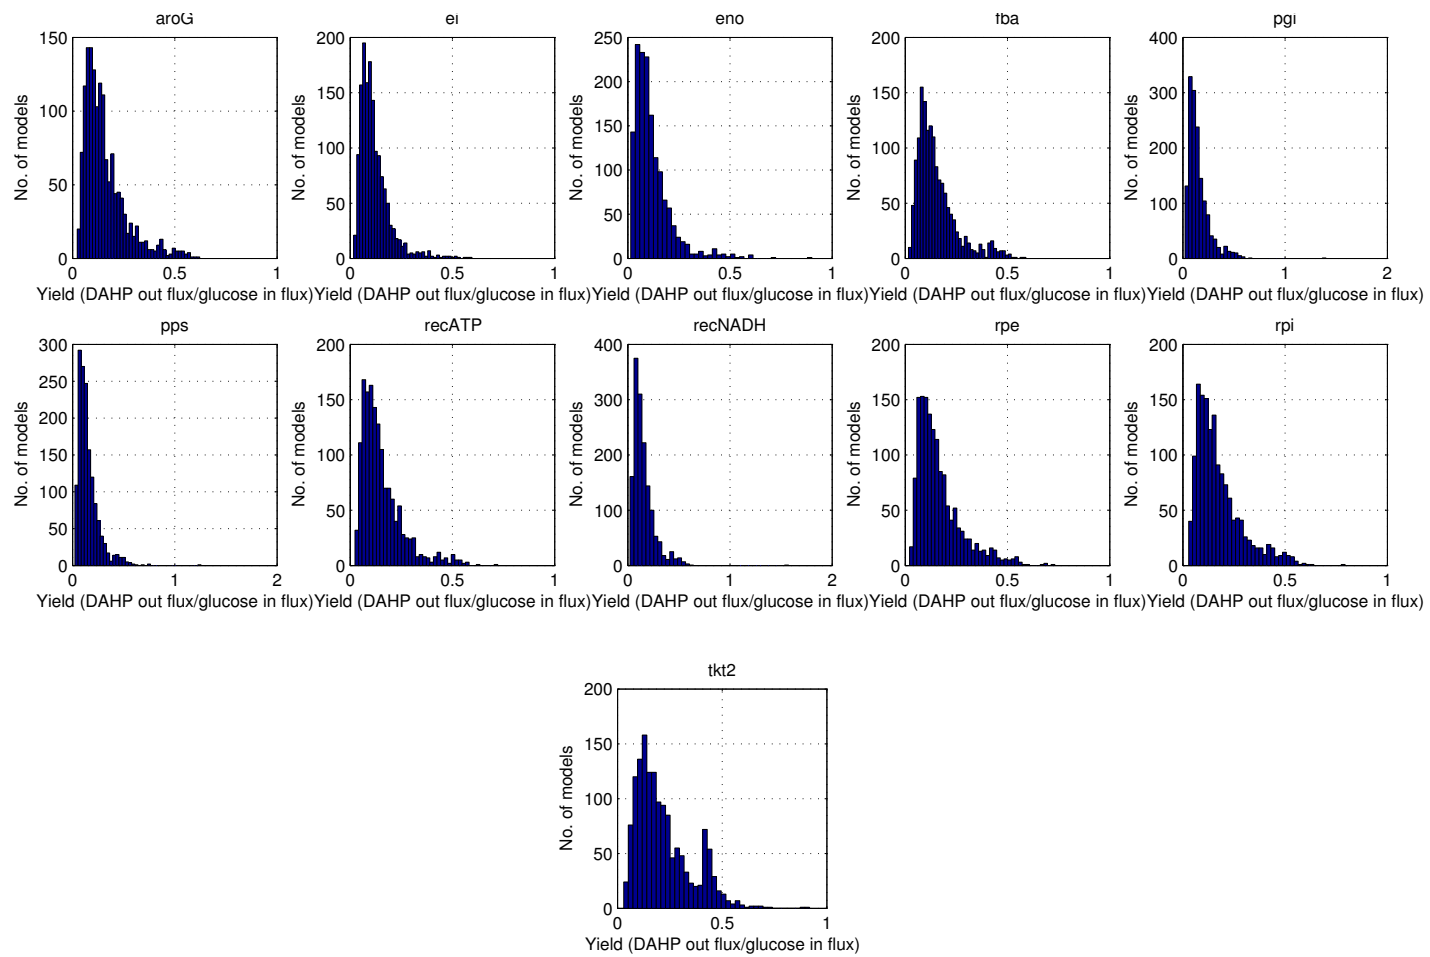 aroG ei eno fba pgi
150 200 250 200 400
200
150 150 300
100 150
No. of models No. of models No. of models No. of models No. of models
100 100 200
100
50
50 50 100
50
0 0 0 0 0
0 0.5 1 0 0.5 1 0 0.5 1 0 0.5 1 0 1 2
Yield (DAHP out flux/glucose in flux) Yield (DAHP out flux/glucose in flux) Yield (DAHP out flux/glucose in flux) Yield (DAHP out flux/glucose in flux) Yield (DAHP out flux/glucose in flux)
pps recATP recNADH rpe rpi
300 200 400 200 200
250
150 300 150 150
200
No. of models No. of models No. of models No. of models No. of models
150 100 200 100 100
100
50 100 50 50
50
0 0 0 0 0
0 1 2 0 0.5 1 0 1 2 0 0.5 1 0 0.5 1
Yield (DAHP out flux/glucose in flux) Yield (DAHP out flux/glucose in flux) Yield (DAHP out flux/glucose in flux) Yield (DAHP out flux/glucose in flux) Yield (DAHP out flux/glucose in flux)
tkt2
200
150
No. of models
100
50
0
0 0.5 1
Yield (DAHP out flux/glucose in flux)